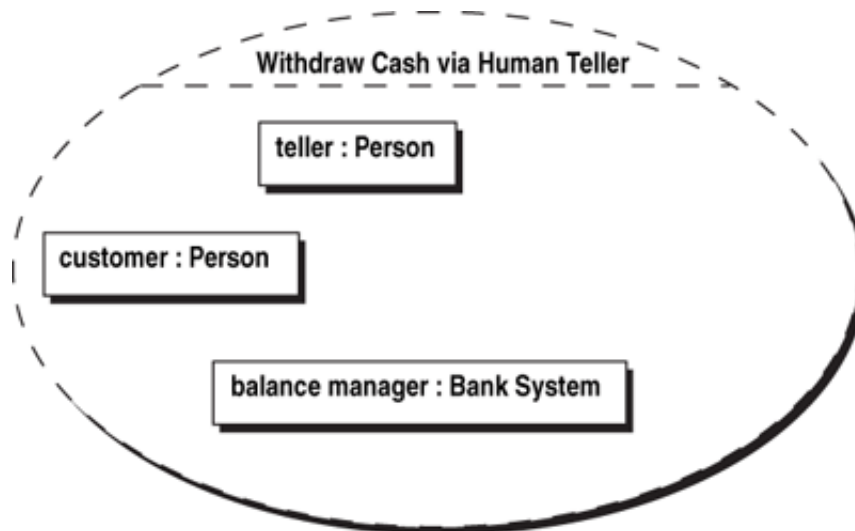 Withdraw Cash via Human Teller
teller : Person
customer : Person
balance manager : Bank System